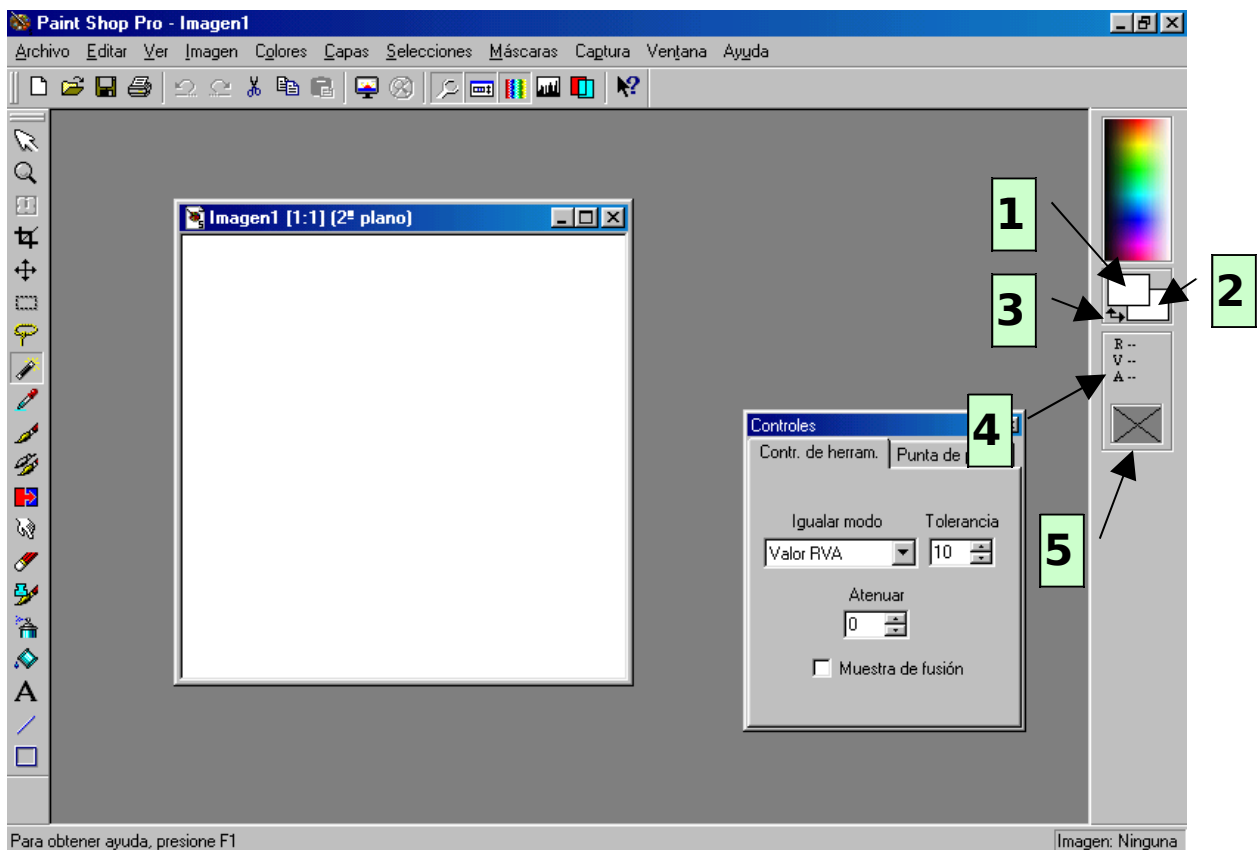 Paint Shop Pro - Imagen1
Archivo Editar Ver Imagen Colores Capas Selecciones Máscaras Captura Ventana Ayuda
Imagen1 [1:1] (2º plano)
1
2
3
R --
V --
A --
4
Controles
Contr. de herram. Punta de
Igualar modo Tolerancia
Valor RVA 10
5
Atenuar
0
Muestra de fusión
A
Para obtener ayuda, presione F1 Imagen: Ninguna